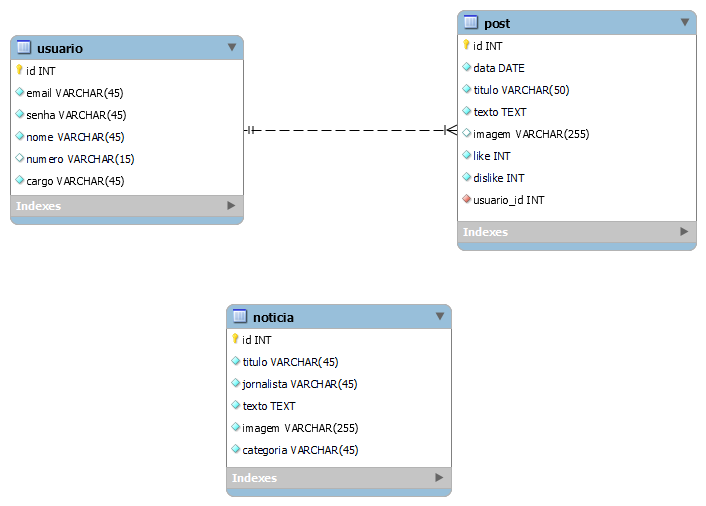 usuario
id INT
email VARCHAR(45)
senha VARCHAR(45)
nome VARCHAR(45)
numero VARCHAR(15)
cargo VARCHAR(45)
Indexes
post
id INT
data DATE
titulo VARCHAR(50)
texto TEXT
imagem VARCHAR(255)
like INT
dislike INT
usuario_id INT
Indexes
noticia
id INT
titulo VARCHAR(45)
jornalista VARCHAR(45)
texto TEXT
imagem VARCHAR(255)
categoria VARCHAR(45)
Indexes